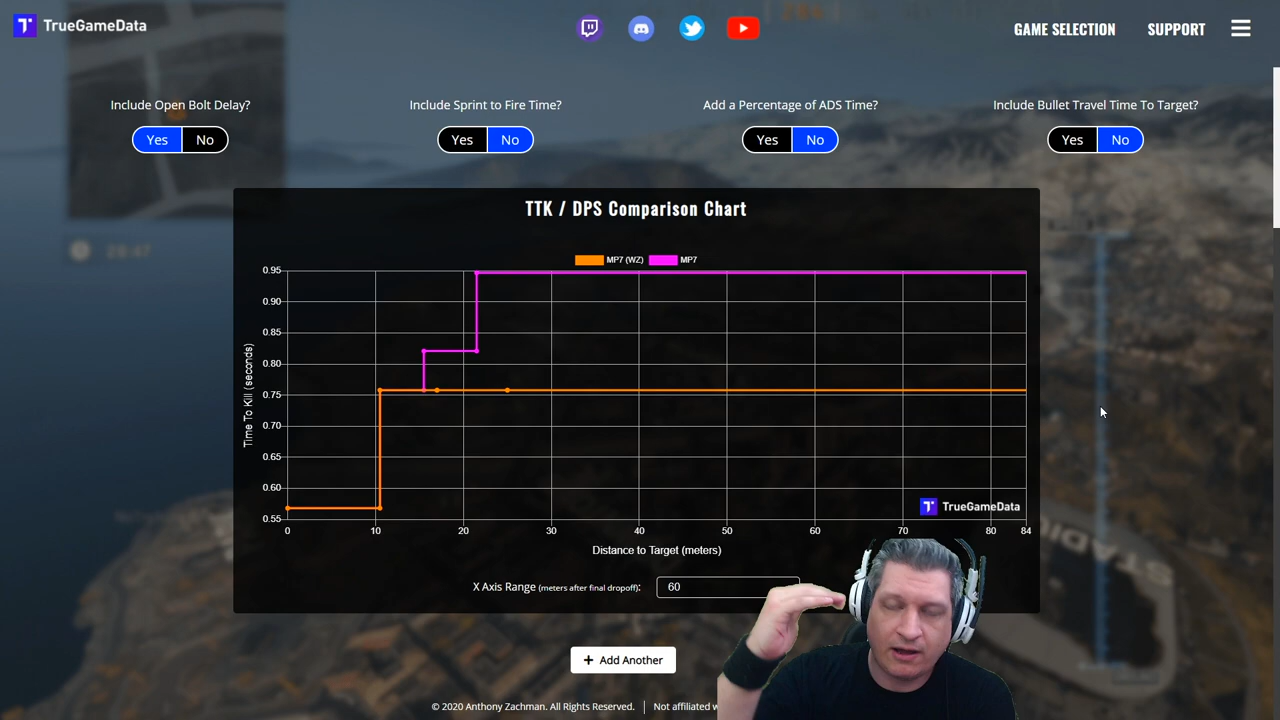 TrueGameData
GAME SELECTION
SUPPORT
Include Open Bolt Delay?
Include Sprint to Fire Time?
Add a Percentage of ADS Time?
Include Bullet Travel Time To Target?
Yes No
Yes No
Yes No
Yes No
TTK / DPS Comparison Chart
MP7 (WZ) MP7
0.95
0.90
0.85
0.80
0.75
0.70
0.65
0.60
0.55
Time To Kill (seconds)
0 10 20 30 40 50 60 70 80 84
TrueGameData
Distance to Target (meters)
X Axis Range (meters after final dropoff): 60
+ Add Another
© 2020 Anthony Zachman. All Rights Reserved. | Not affiliated
STADI